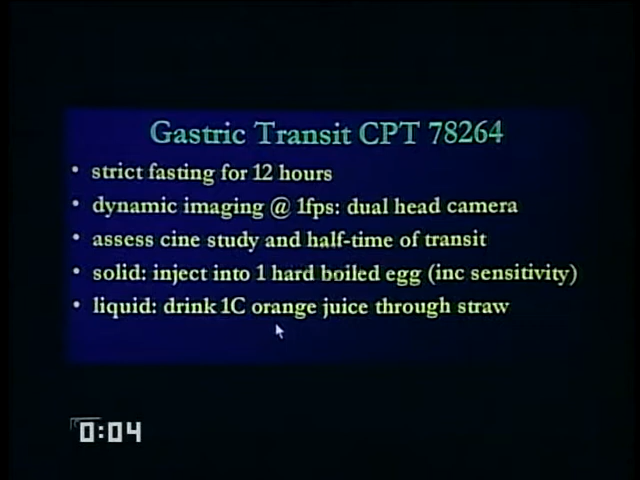 Gastric Transit CPT 78264
• strict fasting for 12 hours
• dynamic imaging @ 1fps: dual head camera
• assess cine study and half-time of transit
• solid: inject into 1 hard boiled egg (inc sensitivity)
• liquid: drink 1C orange juice through straw
0:04